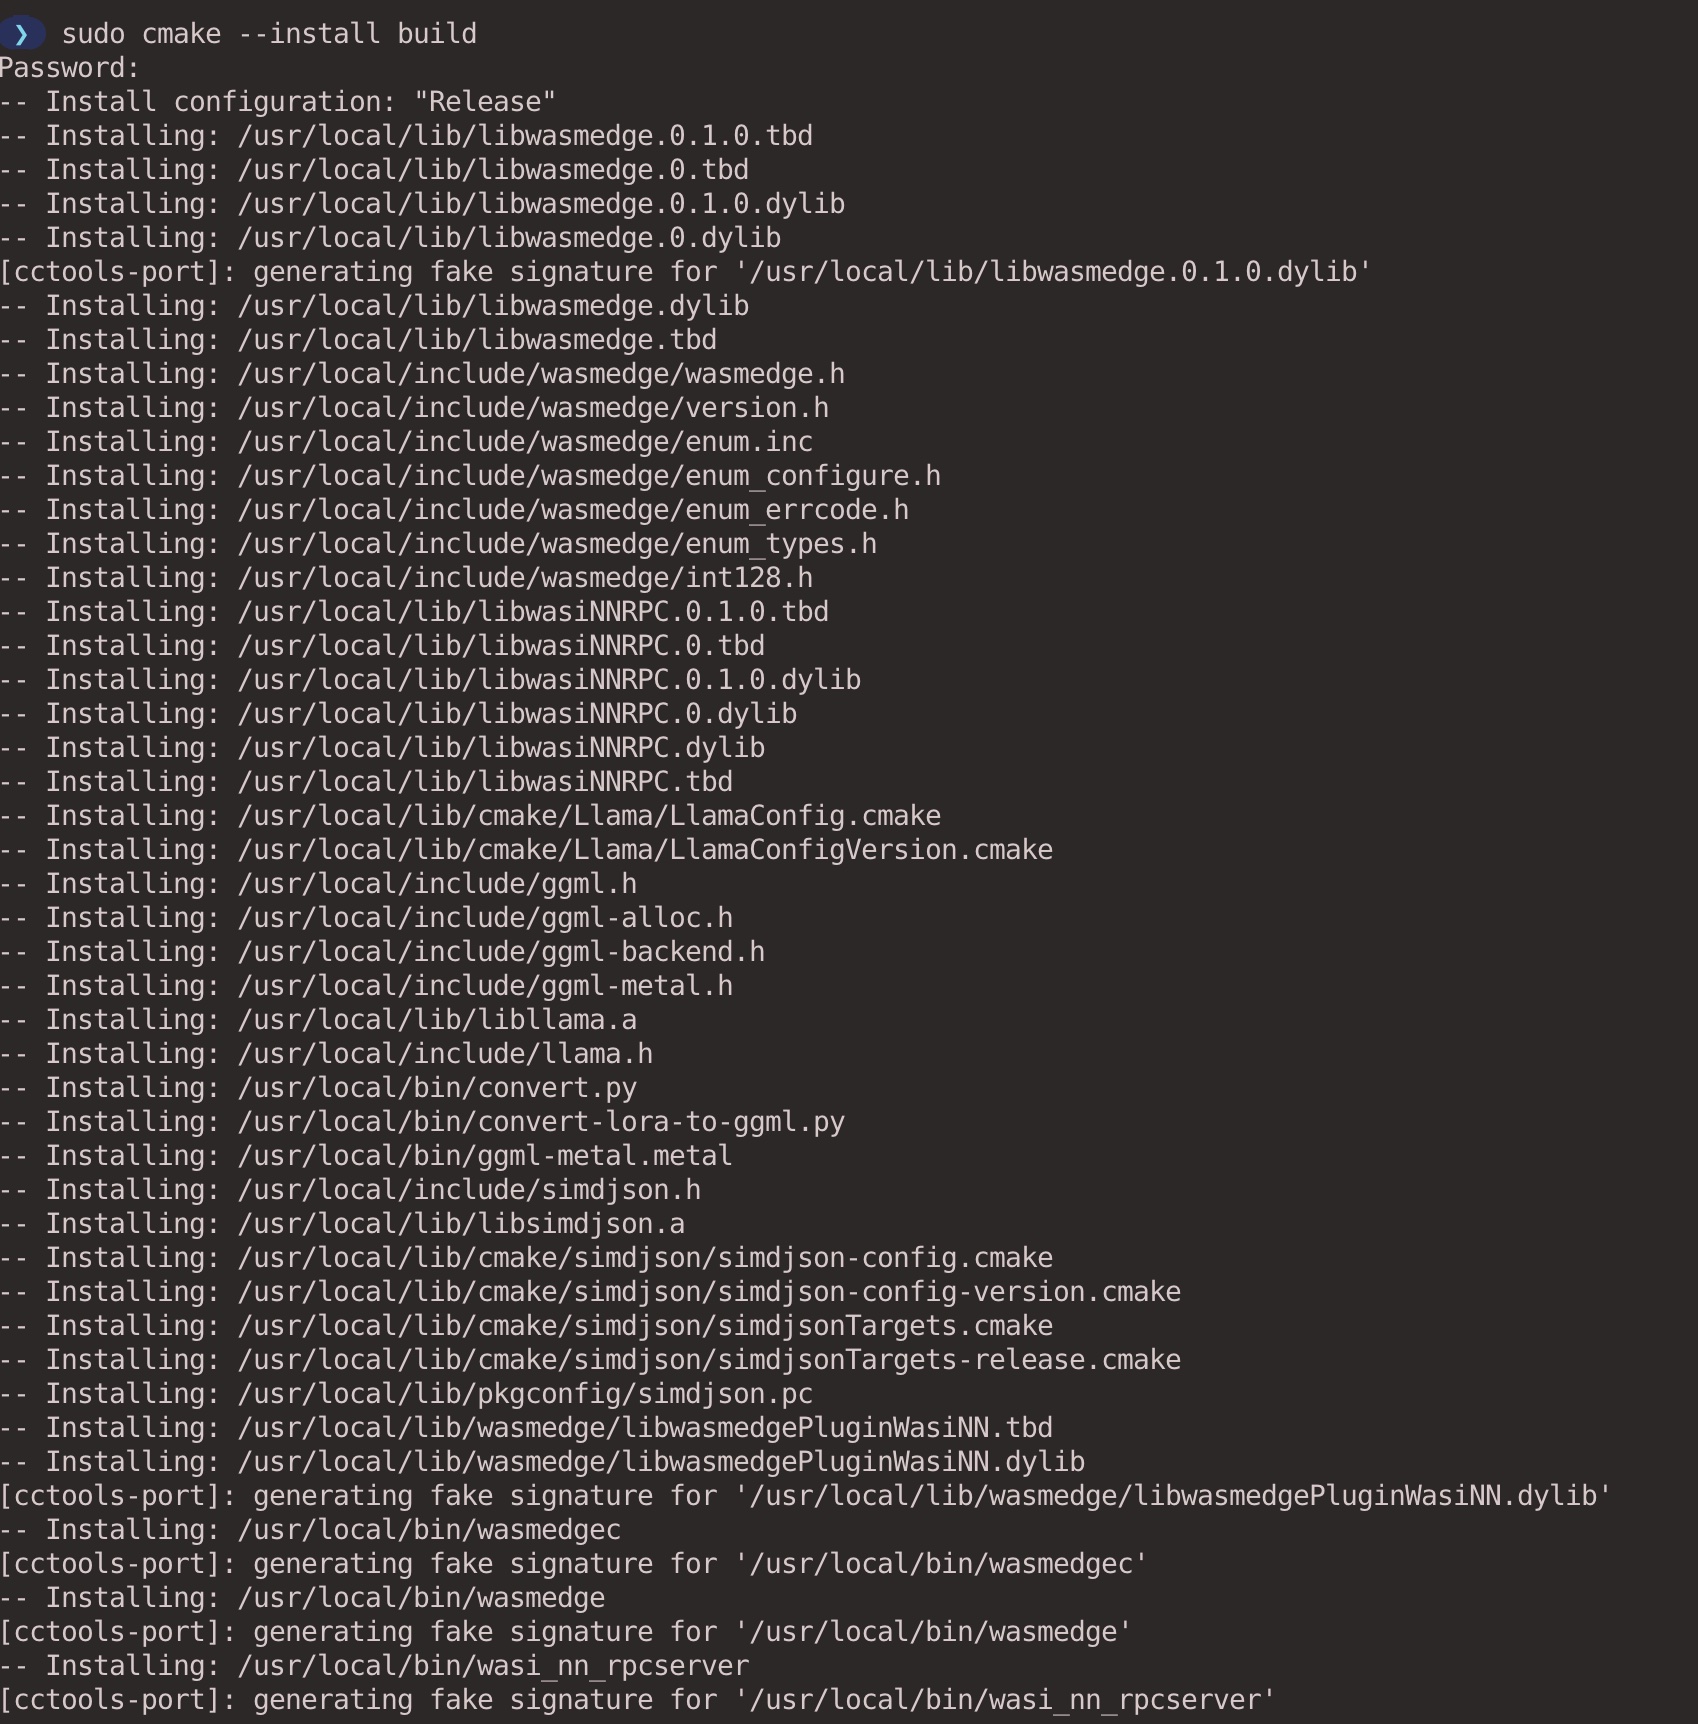 ❯ sudo cmake --install build
Password:
-- Install configuration: "Release"
-- Installing: /usr/local/lib/libwasmedge.0.1.0.tbd
-- Installing: /usr/local/lib/libwasmedge.0.tbd
-- Installing: /usr/local/lib/libwasmedge.0.1.0.dylib
-- Installing: /usr/local/lib/libwasmedge.0.dylib
[cctools-port]: generating fake signature for '/usr/local/lib/libwasmedge.0.1.0.dylib'
-- Installing: /usr/local/lib/libwasmedge.dylib
-- Installing: /usr/local/lib/libwasmedge.tbd
-- Installing: /usr/local/include/wasmedge/wasmedge.h
-- Installing: /usr/local/include/wasmedge/version.h
-- Installing: /usr/local/include/wasmedge/enum.inc
-- Installing: /usr/local/include/wasmedge/enum_configure.h
-- Installing: /usr/local/include/wasmedge/enum_errcode.h
-- Installing: /usr/local/include/wasmedge/enum_types.h
-- Installing: /usr/local/include/wasmedge/int128.h
-- Installing: /usr/local/lib/libwasiNNRPC.0.1.0.tbd
-- Installing: /usr/local/lib/libwasiNNRPC.0.tbd
-- Installing: /usr/local/lib/libwasiNNRPC.0.1.0.dylib
-- Installing: /usr/local/lib/libwasiNNRPC.0.dylib
-- Installing: /usr/local/lib/libwasiNNRPC.dylib
-- Installing: /usr/local/lib/libwasiNNRPC.tbd
-- Installing: /usr/local/lib/cmake/Llama/LlamaConfig.cmake
-- Installing: /usr/local/lib/cmake/Llama/LlamaConfigVersion.cmake
-- Installing: /usr/local/include/ggml.h
-- Installing: /usr/local/include/ggml-alloc.h
-- Installing: /usr/local/include/ggml-backend.h
-- Installing: /usr/local/include/ggml-metal.h
-- Installing: /usr/local/lib/libllama.a
-- Installing: /usr/local/include/llama.h
-- Installing: /usr/local/bin/convert.py
-- Installing: /usr/local/bin/convert-lora-to-ggml.py
-- Installing: /usr/local/bin/ggml-metal.metal
-- Installing: /usr/local/include/simdjson.h
-- Installing: /usr/local/lib/libsimdjson.a
-- Installing: /usr/local/lib/cmake/simdjson/simdjson-config.cmake
-- Installing: /usr/local/lib/cmake/simdjson/simdjson-config-version.cmake
-- Installing: /usr/local/lib/cmake/simdjson/simdjsonTargets.cmake
-- Installing: /usr/local/lib/cmake/simdjson/simdjsonTargets-release.cmake
-- Installing: /usr/local/lib/pkgconfig/simdjson.pc
-- Installing: /usr/local/lib/wasmedge/libwasmedgePluginWasiNN.tbd
-- Installing: /usr/local/lib/wasmedge/libwasmedgePluginWasiNN.dylib
[cctools-port]: generating fake signature for '/usr/local/lib/wasmedge/libwasmedgePluginWasiNN.dylib'
-- Installing: /usr/local/bin/wasmedgec
[cctools-port]: generating fake signature for '/usr/local/bin/wasmedgec'
-- Installing: /usr/local/bin/wasmedge
[cctools-port]: generating fake signature for '/usr/local/bin/wasmedge'
-- Installing: /usr/local/bin/wasi_nn_rpcserver
[cctools-port]: generating fake signature for '/usr/local/bin/wasi_nn_rpcserver'